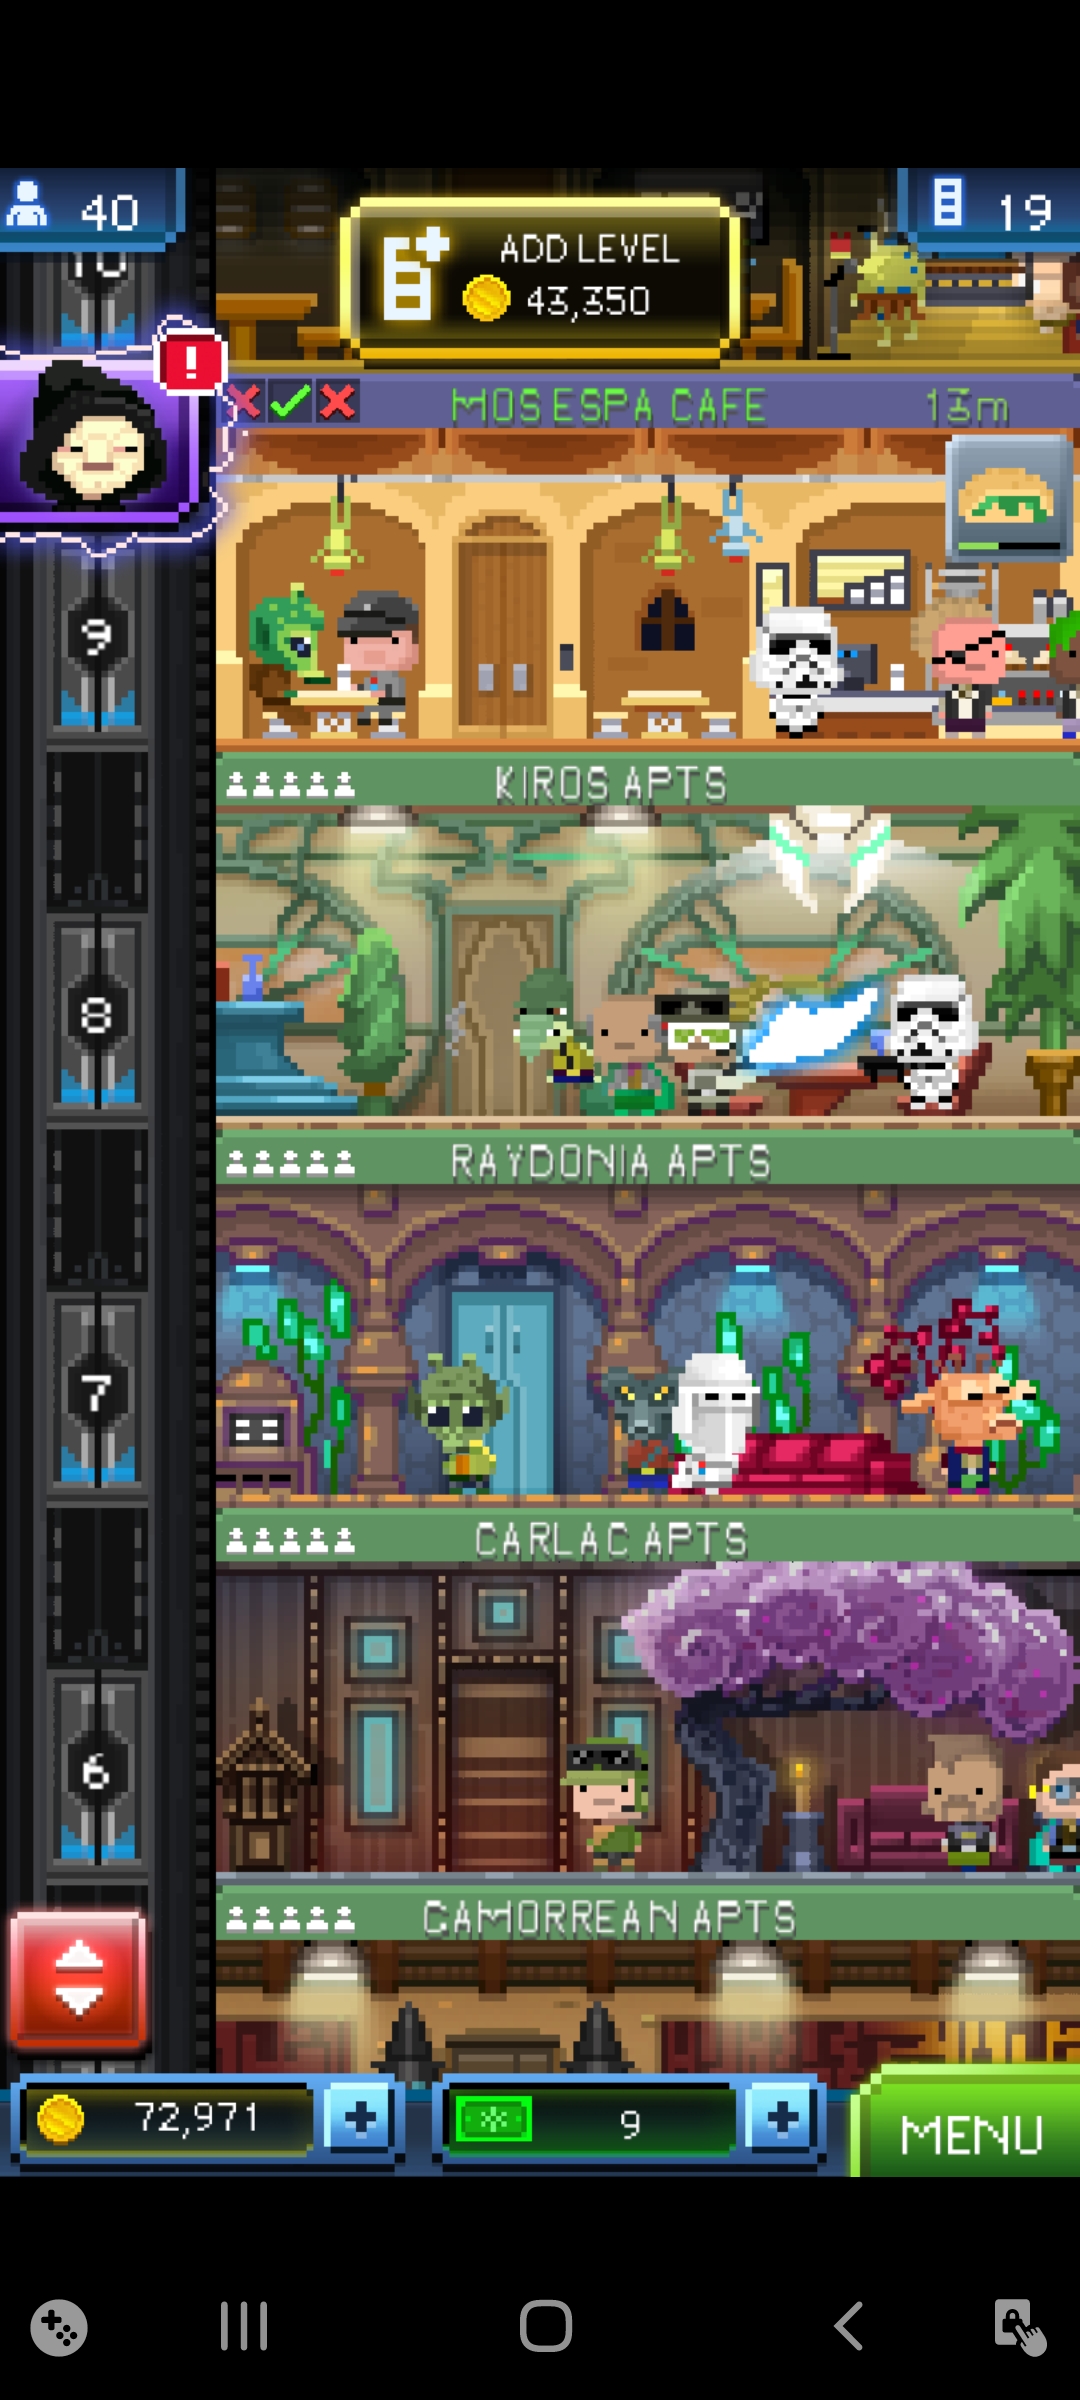 40
ADD LEVEL
43,350
19
10
!
MOS ESPA CAFE
13m
9
KIROS APTS
8
RAYDONIA APTS
7
CARLAC APTS
6
CAMORREAN APTS
72,971
+
9
+
MENU